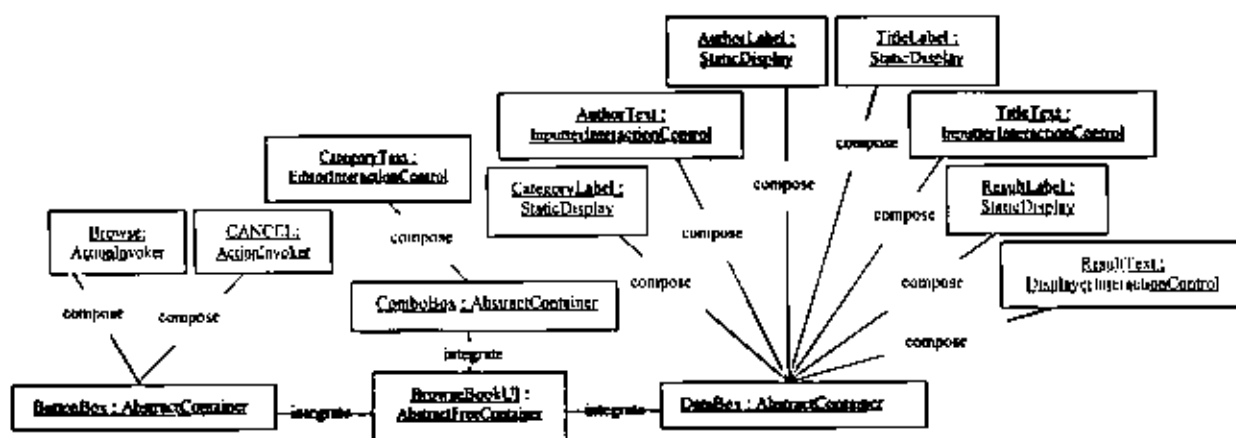 AuthorLabel :
StaticDisplay
TitleLabel :
StaticDisplay
AuthorText :
InputterInteractionControl
compose
TitleText :
InputterInteractionControl
CategoryText :
EditorInteractionControl
CategoryLabel :
StaticDisplay
compose
ResultLabel :
StaticDisplay
Browse:
ActionInvoker
CANCEL:
ActionInvoker
compose
compose
compose
ResultText :
DisplayerInteractionControl
compose
compose
compose
ComboBox : AbstractContainer
compose
compose
integrate
ButtonBox : AbstractContainer
integrate
BrowseBookUI :
AbstractFreeContainer
integrate
DataBox : AbstractContainer